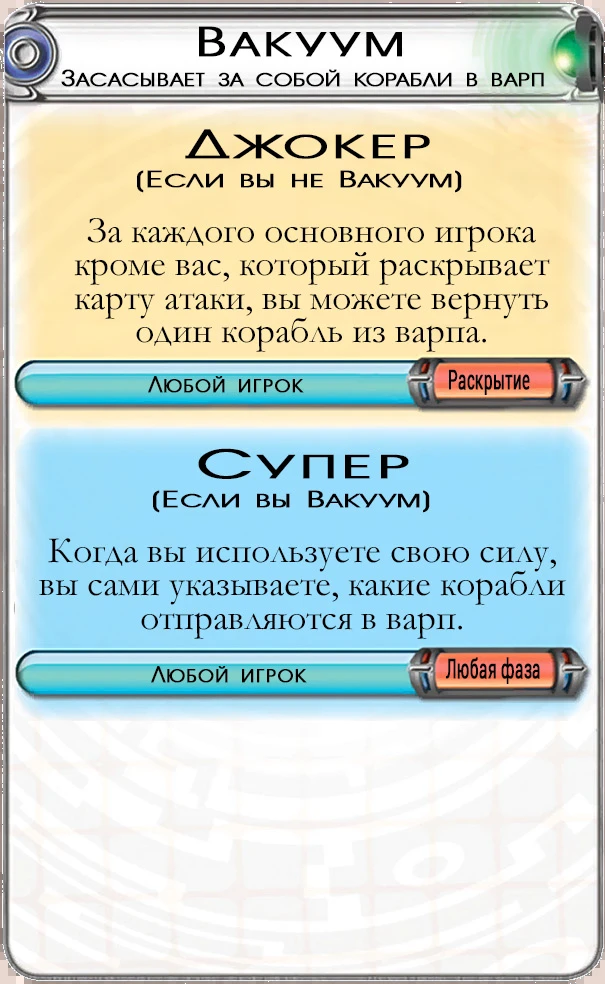 Вакуум
Засасывает за собой корабли в варп
Джокер
(Если вы не Вакуум)
За каждого основного игрока
кроме вас, который раскрывает
карту атаки, вы можете вернуть
один корабль из варпа.
Любой игрок
Раскрытие
Супер
(Если вы Вакуум)
Когда вы используете свою силу,
вы сами указываете, какие корабли
отправляются в варп.
Любой игрок
Любая фаза